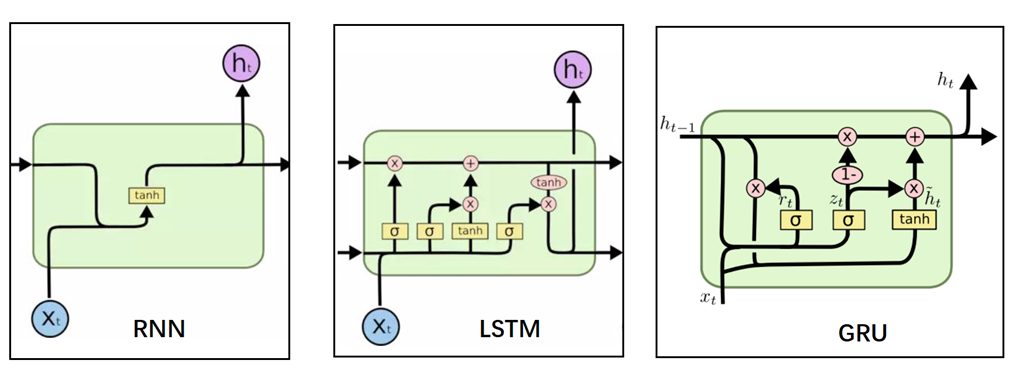 h_t
tanh
X_t
RNN
h_t
x
+
tanh
x
x
σ
σ
tanh
σ
X_t
LSTM
h_t
h_{t-1}
x
+
1-
x
r_t
z_t
x
h̃_t
σ
σ
tanh
x_t
GRU